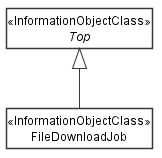 «InformationObjectClass»
Top
«InformationObjectClass»
FileDownloadJob